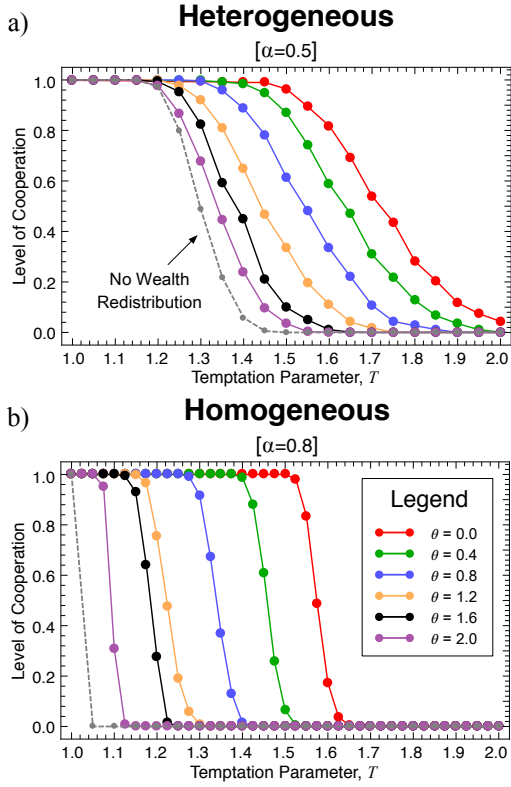 Heterogeneous
a)
[α=0.5]
1.0
0.8
0.6
0.4
0.2
0.0
Level of Cooperation
No Wealth
Redistribution
1.0 1.1 1.2 1.3 1.4 1.5 1.6 1.7 1.8 1.9 2.0
Temptation Parameter, T
Homogeneous
b)
[α=0.8]
1.0
0.8
0.6
0.4
0.2
0.0
Level of Cooperation
Legend
θ = 0.0
θ = 0.4
θ = 0.8
θ = 1.2
θ = 1.6
θ = 2.0
1.0 1.1 1.2 1.3 1.4 1.5 1.6 1.7 1.8 1.9 2.0
Temptation Parameter, T